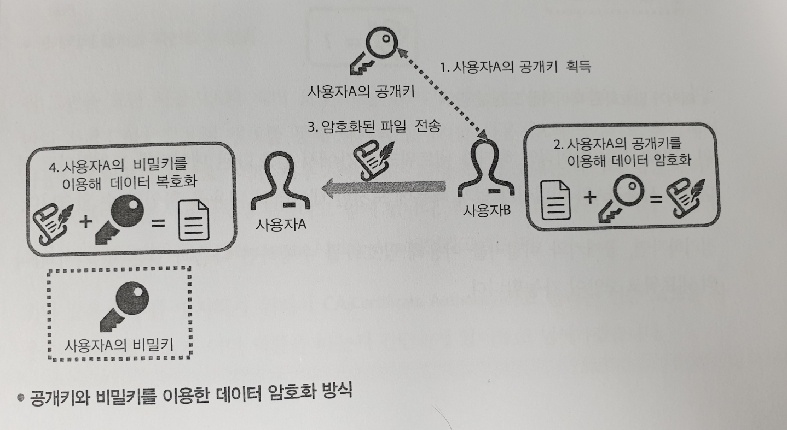 1. 사용자A의 공개키 획득
사용자A의 공개키
3. 암호화된 파일 전송
2. 사용자A의 공개키를
이용해 데이터 암호화
4. 사용자A의 비밀키를
이용해 데이터 복호화
+
=
사용자A
사용자B
+
=
사용자A의 비밀키
• 공개키와 비밀키를 이용한 데이터 암호화 방식